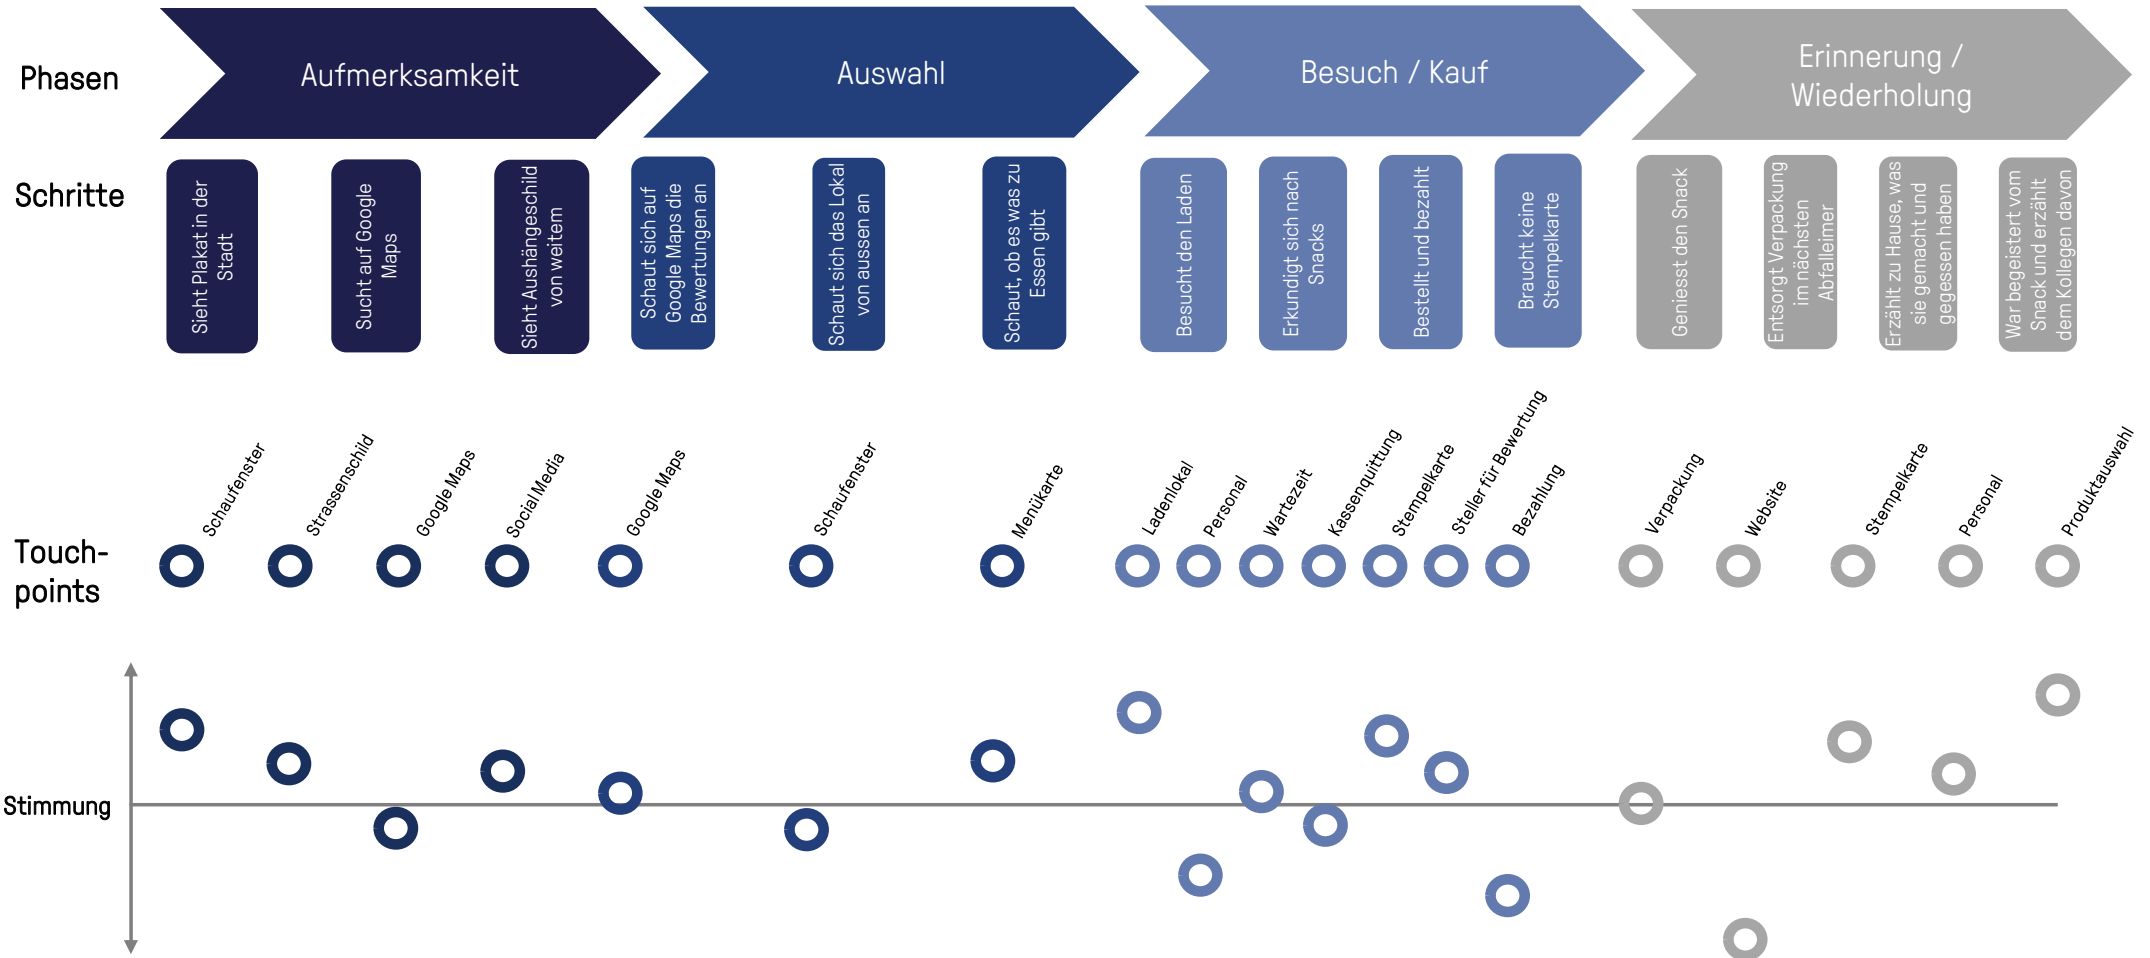 Phasen
Aufmerksamkeit
Auswahl
Besuch / Kauf
Erinnerung /
Wiederholung
Schritte
Sieht Plakat in der
Stadt
Sucht auf Google
Maps
Sieht Aushängeschild
von weitem
Schaut sich auf
Google Maps die
Bewertungen an
Schaut sich das Lokal
von aussen an
Schaut, ob es was zu
Essen gibt
Besucht den Laden
Erkundigt sich nach
Snacks
Bestellt und bezahlt
Braucht keine
Stempelkarte
Geniesst den Snack
Entsorgt Verpackung
im nächsten
Abfalleimer
Erzählt zu Hause, was
sie gemacht und
gegessen haben
War begeistert vom
Snack und erzählt
dem Kollegen davon
Touch-
points
Schaufenster
Strassenschild
Google Maps
Social Media
Google Maps
Schaufenster
Menükarte
Ladenlokal
Personal
Wartezeit
Kassenquittung
Stempelkarte
Steller für Bewertung
Bezahlung
Verpackung
Website
Stempelkarte
Personal
Produktauswahl
Stimmung